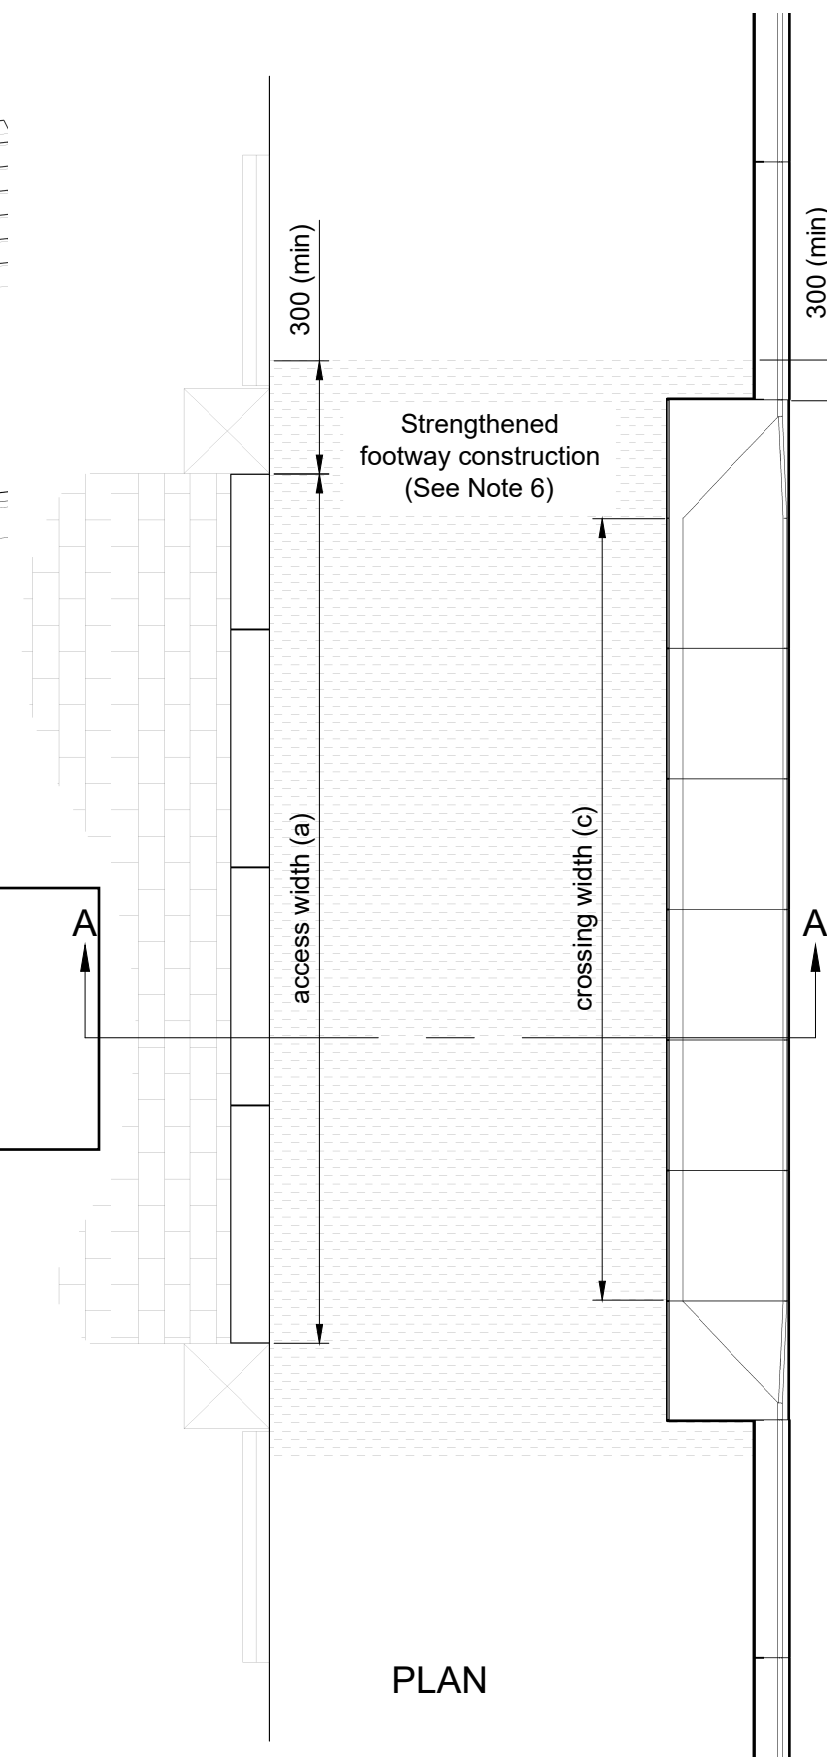 300 (min)
300 (min)
Strengthened
footway construction
(See Note 6)
access width (a)
crossing width (c)
A
A
PLAN